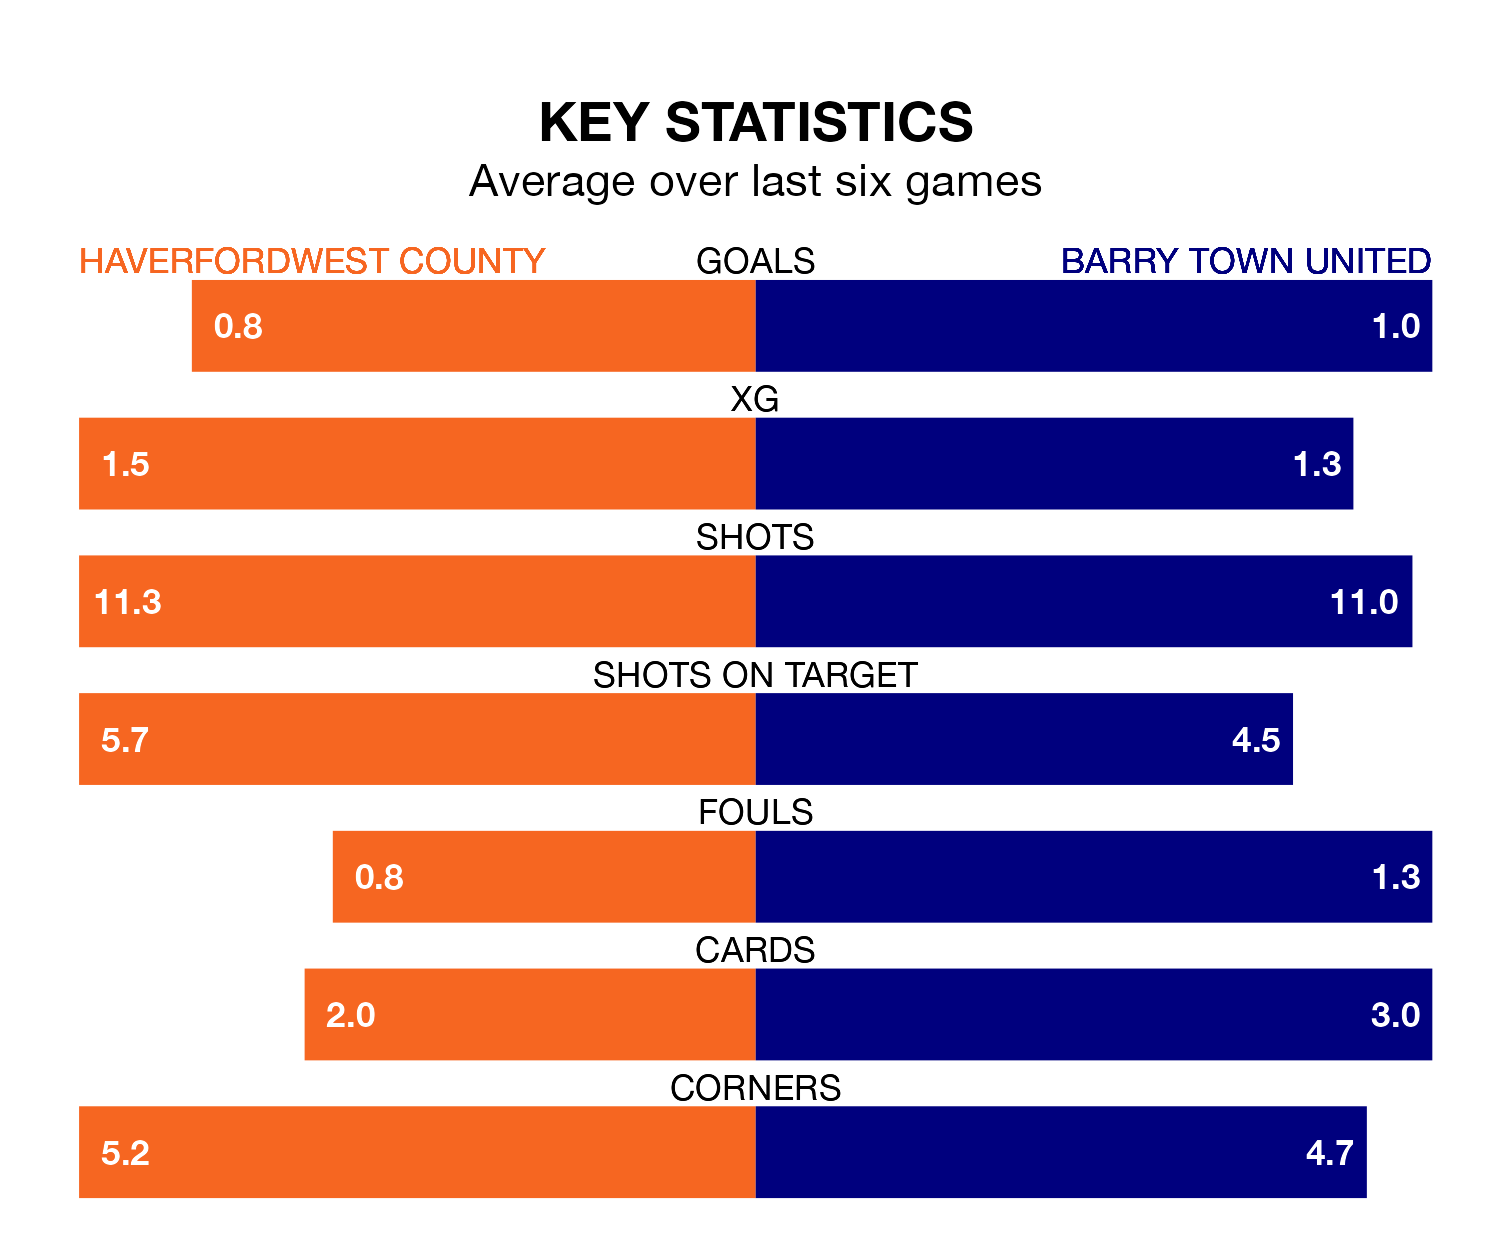 KEY STATISTICS
Average over last six games
HAVERFORDWEST COUNTY GOALS BARRY TOWN UNITED
0.8 1.0
XG
1.5 1.3
SHOTS
11.3 11.0
SHOTS ON TARGET
5.7 4.5
FOULS
0.8 1.3
CARDS
2.0 3.0
CORNERS
5.2 4.7